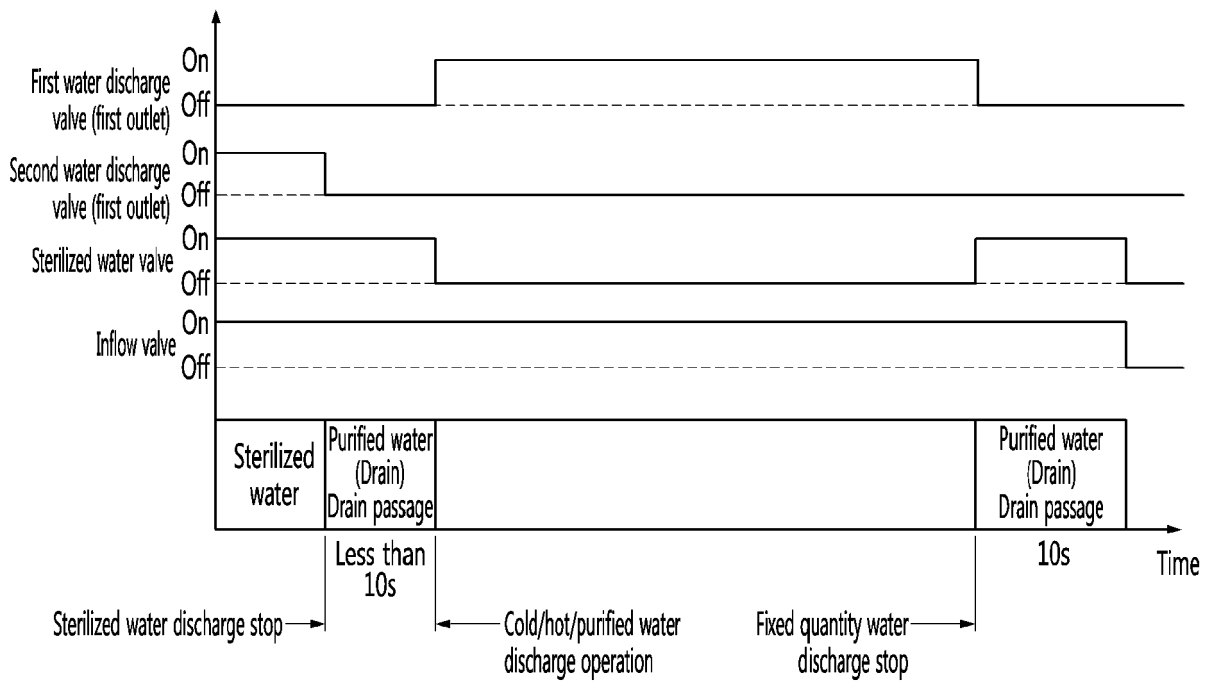 On
First water discharge
valve (first outlet)
Off
On
Second water discharge
valve (first outlet)
Off
On
Sterilized water valve
Off
On
Inflow valve
Off
Sterilized
water
Purified water
(Drain)
Drain passage
Purified water
(Drain)
Drain passage
Less than
10s
10s
Time
Sterilized water discharge stop
Cold/hot/purified water
discharge operation
Fixed quantity water
discharge stop